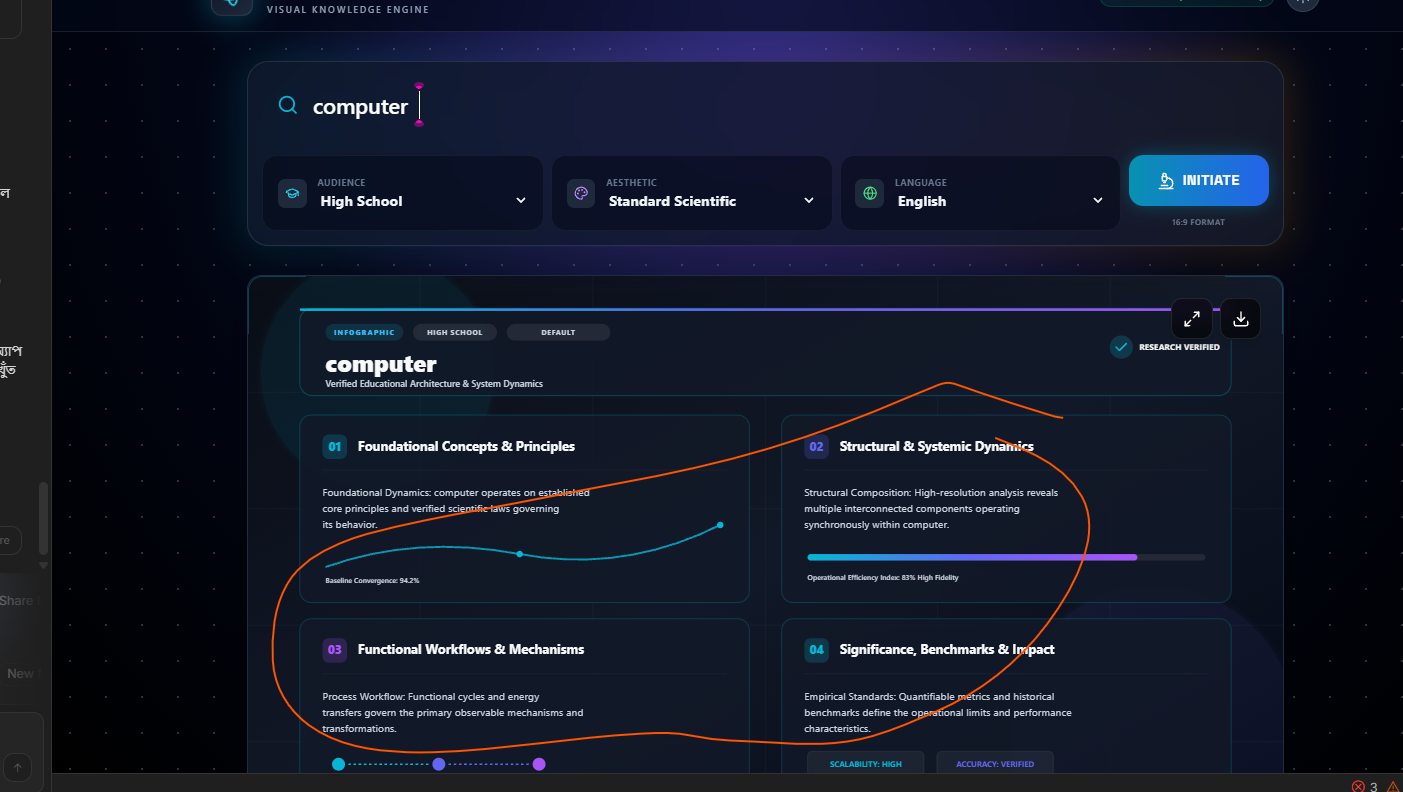 VISUAL KNOWLEDGE ENGINE
computer
AUDIENCE
High School
AESTHETIC
Standard Scientific
LANGUAGE
English
INITIATE
16:9 FORMAT
INFOGRAPHIC
HIGH SCHOOL
DEFAULT
computer
Verified Educational Architecture & System Dynamics
RESEARCH VERIFIED
01 Foundational Concepts & Principles
Foundational Dynamics: computer operates on established
core principles and verified scientific laws governing
its behavior.
Baseline Convergence: 94.2%
02 Structural & Systemic Dynamics
Structural Composition: High-resolution analysis reveals
multiple interconnected components operating
synchronously within computer.
Operational Efficiency Index: 83% High Fidelity
03 Functional Workflows & Mechanisms
Process Workflow: Functional cycles and energy
transfers govern the primary observable mechanisms and
transformations.
04 Significance, Benchmarks & Impact
Empirical Standards: Quantifiable metrics and historical
benchmarks define the operational limits and performance
characteristics.
SCALABILITY: HIGH
ACCURACY: VERIFIED
Share
New
3